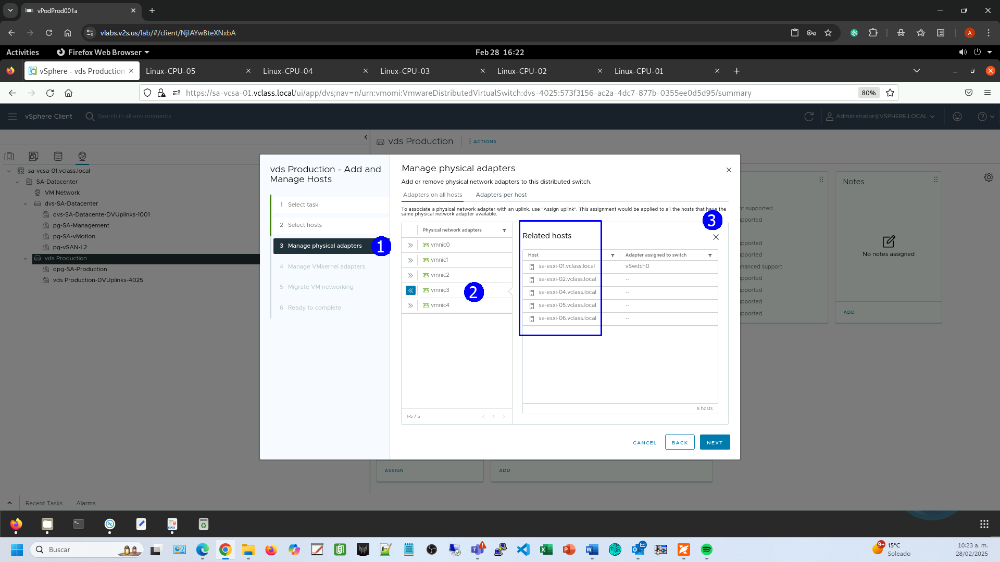 vPodProd001a
vlabs.v2s.us/lab/#/client/NjIAYwBteXNxbA
A
Activities
Firefox Web Browser
Feb 28 16:22
vSphere - vds Production
Linux-CPU-05
Linux-CPU-04
Linux-CPU-03
Linux-CPU-02
Linux-CPU-01
https://sa-vcsa-01.vclass.local/ui/app/dvs;nav=n/urn:vmomi:VmwareDistributedVirtualSwitch:dvs-4025:573f3156-ac2a-4dc7-877b-0355ee0d5d95/summary
80%
vSphere Client
Search in all environments
Administrator@VSPHERE.LOCAL
vds Production
ACTIONS
sa-vcsa-01.vclass.local
SA-Datacenter
VM Network
dvs-SA-Datacenter
dvs-SA-Datacente-DVUplinks-1001
pg-SA-Management
pg-SA-vMotion
pg-vSAN-L2
vds Production
dpg-SA-Production
vds Production-DVUplinks-4025
vds Production - Add and
Manage Hosts
1 Select task
2 Select hosts
3 Manage physical adapters
1
4 Manage VMkernel adapters
5 Migrate VM networking
6 Ready to complete
Manage physical adapters
Add or remove physical network adapters to this distributed switch.
Adapters on all hosts
Adapters per host
To associate a physical network adapter with an uplink, use "Assign uplink". This assignment would be applied to all the hosts that have the
same physical network adapter available.
3
Physical network adapters
vmnic0
vmnic1
vmnic2
vmnic3
2
vmnic4
1-5 / 5
1
Related hosts
Host
Adapter assigned to switch
sa-esxi-01.vclass.local
vSwitch0
sa-esxi-02.vclass.local
--
sa-esxi-04.vclass.local
--
sa-esxi-05.vclass.local
--
sa-esxi-06.vclass.local
--
5 hosts
CANCEL
BACK
NEXT
ot supported
upported
upported
upported
nhanced support
upported
upported
upported
upported
Notes
No notes assigned
ADD
ASSIGN
ADD
Recent Tasks
Alarms
Buscar
9+
15°C
Soleado
10:23 a. m.
28/02/2025